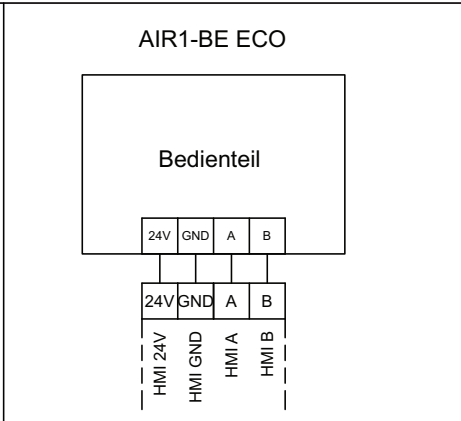 AIR1-BE ECO
Bedienteil
24V GND A B
24V GND A B
HMI 24V
HMI GND
HMI A
HMI B